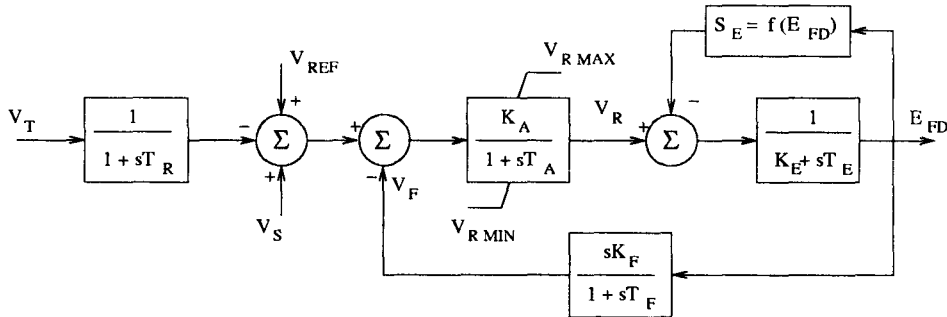 S_E = f(E_FD)
V_REF
V_R MAX
V_T
1
1 + sT_R
−
+
Σ
+
+
Σ
−
V_F
K_A
1 + sT_A
V_R
+
−
Σ
1
K_E + sT_E
E_FD
V_S
V_R MIN
sK_F
1 + sT_F